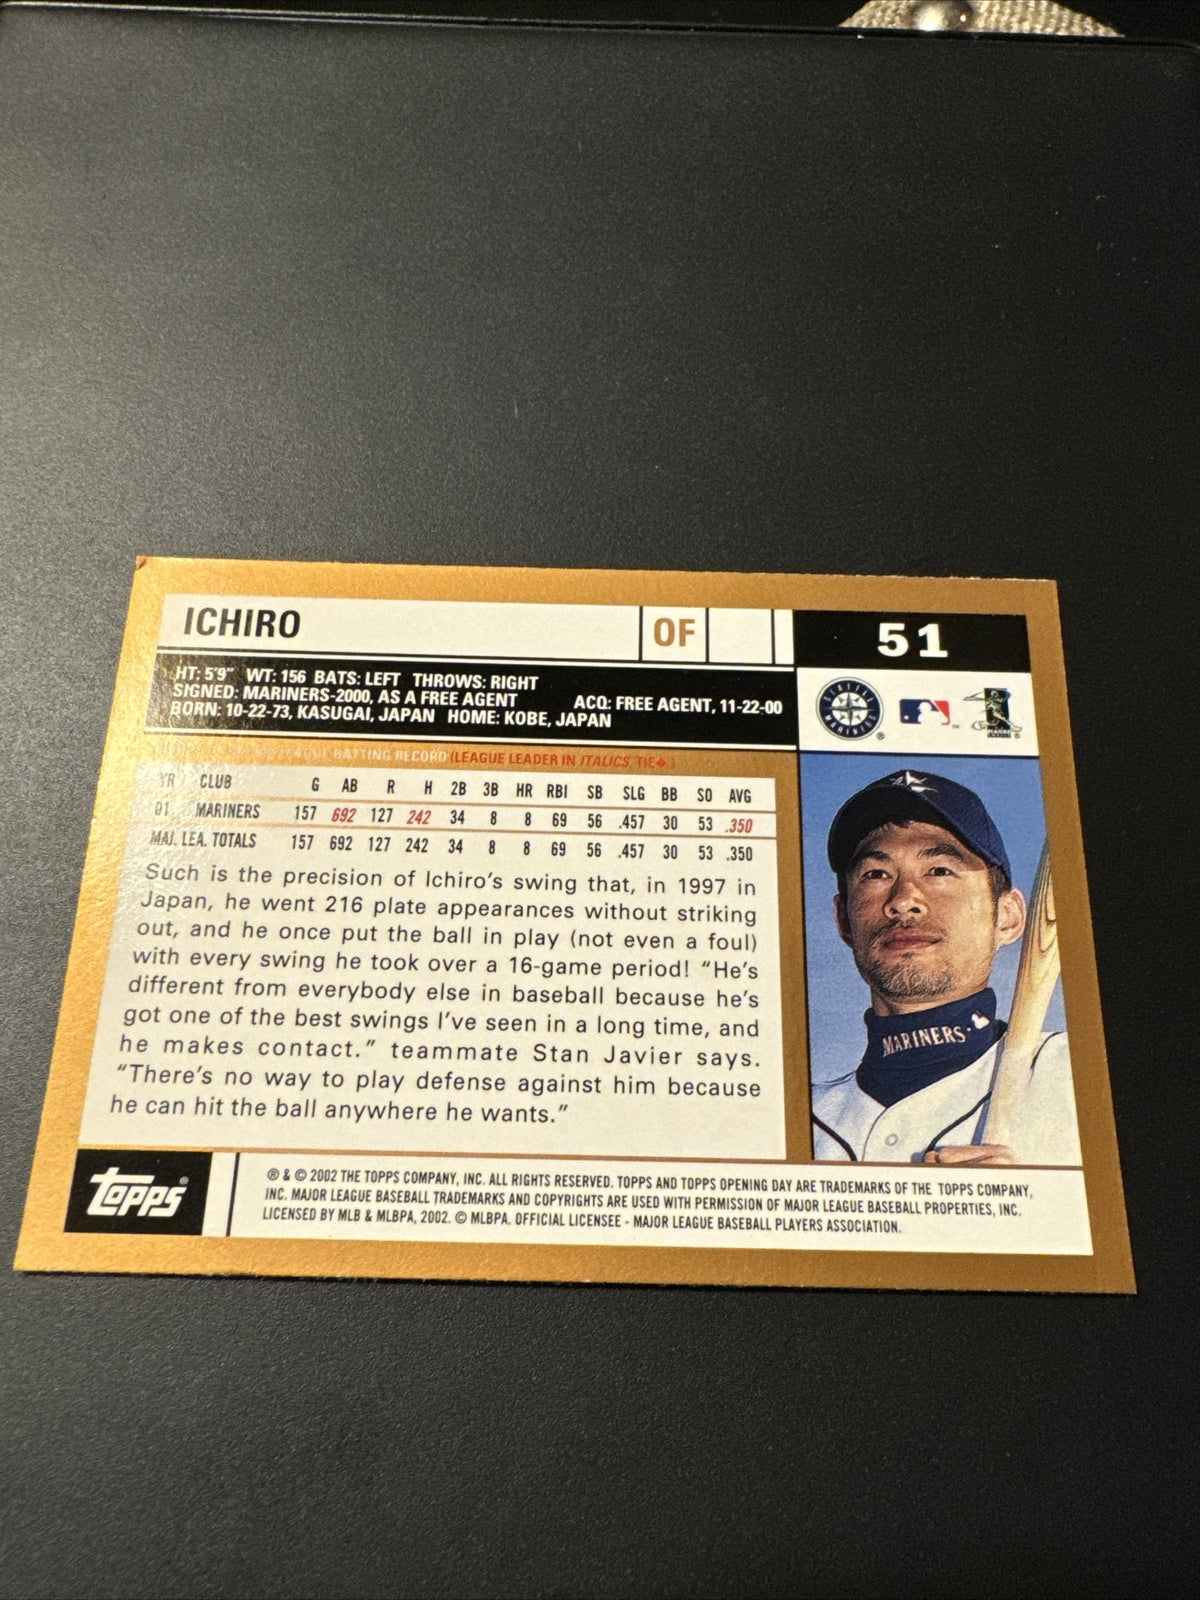 ICHIRO
OF
51
HT: 5'9" WT: 156 BATS: LEFT THROWS: RIGHT
SIGNED: MARINERS-2000, AS A FREE AGENT ACQ: FREE AGENT, 11-22-00
BORN: 10-22-73, KASUGAI, JAPAN HOME: KOBE, JAPAN
LEAGUE BATTING RECORD (LEAGUE LEADER IN ITALICS, TIE◆)
YR CLUB G AB R H 2B 3B HR RBI SB SLG BB SO AVG
01 MARINERS 157 692 127 242 34 8 8 69 56 .457 30 53 .350
MAJ. LEA. TOTALS 157 692 127 242 34 8 8 69 56 .457 30 53 .350
Such is the precision of Ichiro's swing that, in 1997 in
Japan, he went 216 plate appearances without striking
out, and he once put the ball in play (not even a foul)
with every swing he took over a 16-game period! "He's
different from everybody else in baseball because he's
got one of the best swings I've seen in a long time, and
he makes contact." teammate Stan Javier says.
"There's no way to play defense against him because
he can hit the ball anywhere he wants."
SEATTLE MARINERS ®
MARINERS
Topps
® & © 2002 THE TOPPS COMPANY, INC. ALL RIGHTS RESERVED. TOPPS AND TOPPS OPENING DAY ARE TRADEMARKS OF THE TOPPS COMPANY,
INC. MAJOR LEAGUE BASEBALL TRADEMARKS AND COPYRIGHTS ARE USED WITH PERMISSION OF MAJOR LEAGUE BASEBALL PROPERTIES, INC.
LICENSED BY MLB & MLBPA, 2002. © MLBPA. OFFICIAL LICENSEE - MAJOR LEAGUE BASEBALL PLAYERS ASSOCIATION.